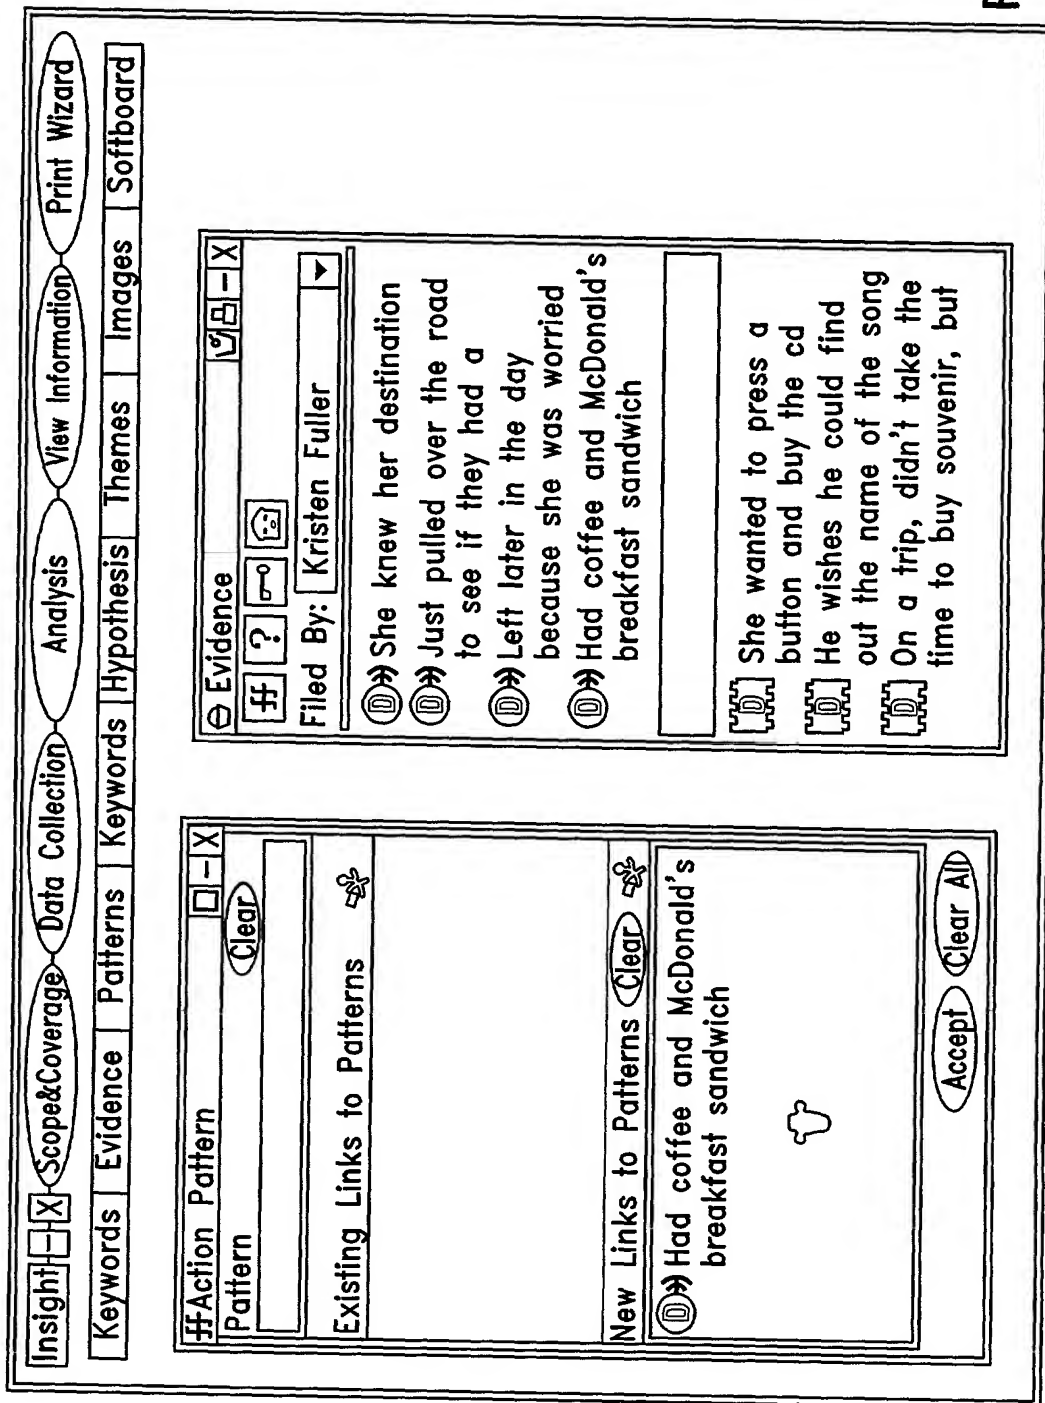 Insight – X Scope&Coverage Data Collection Analysis View Information Print Wizard
Keywords Evidence Patterns Keywords Hypothesis Themes Images Softboard
Action Pattern – X
Pattern Clear
Existing Links to Patterns
New Links to Patterns Clear
D Had coffee and McDonald's
breakfast sandwich
Accept Clear All
Evidence – X
?
Filed By: Kristen Fuller
D She knew her destination
D Just pulled over the road
to see if they had a
D Left later in the day
because she was worried
D Had coffee and McDonald's
breakfast sandwich
D She wanted to press a
button and buy the cd
D He wishes he could find
out the name of the song
D On a trip, didn't take the
time to buy souvenir, but